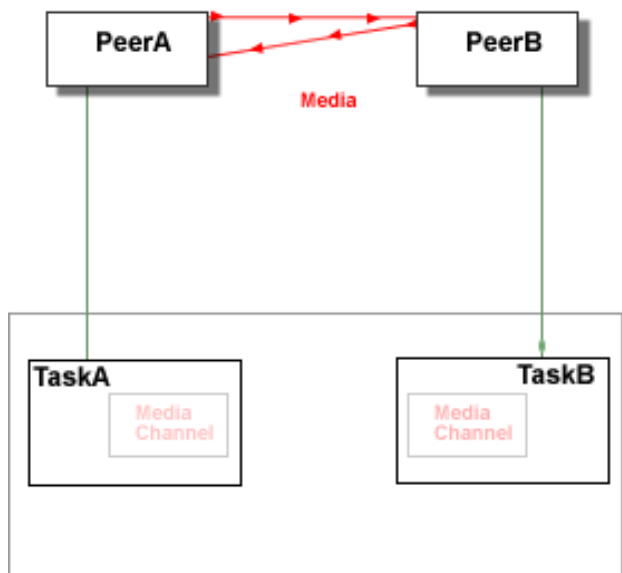 PeerA
PeerB
Media
TaskA
TaskB
Media
Channel
Media
Channel